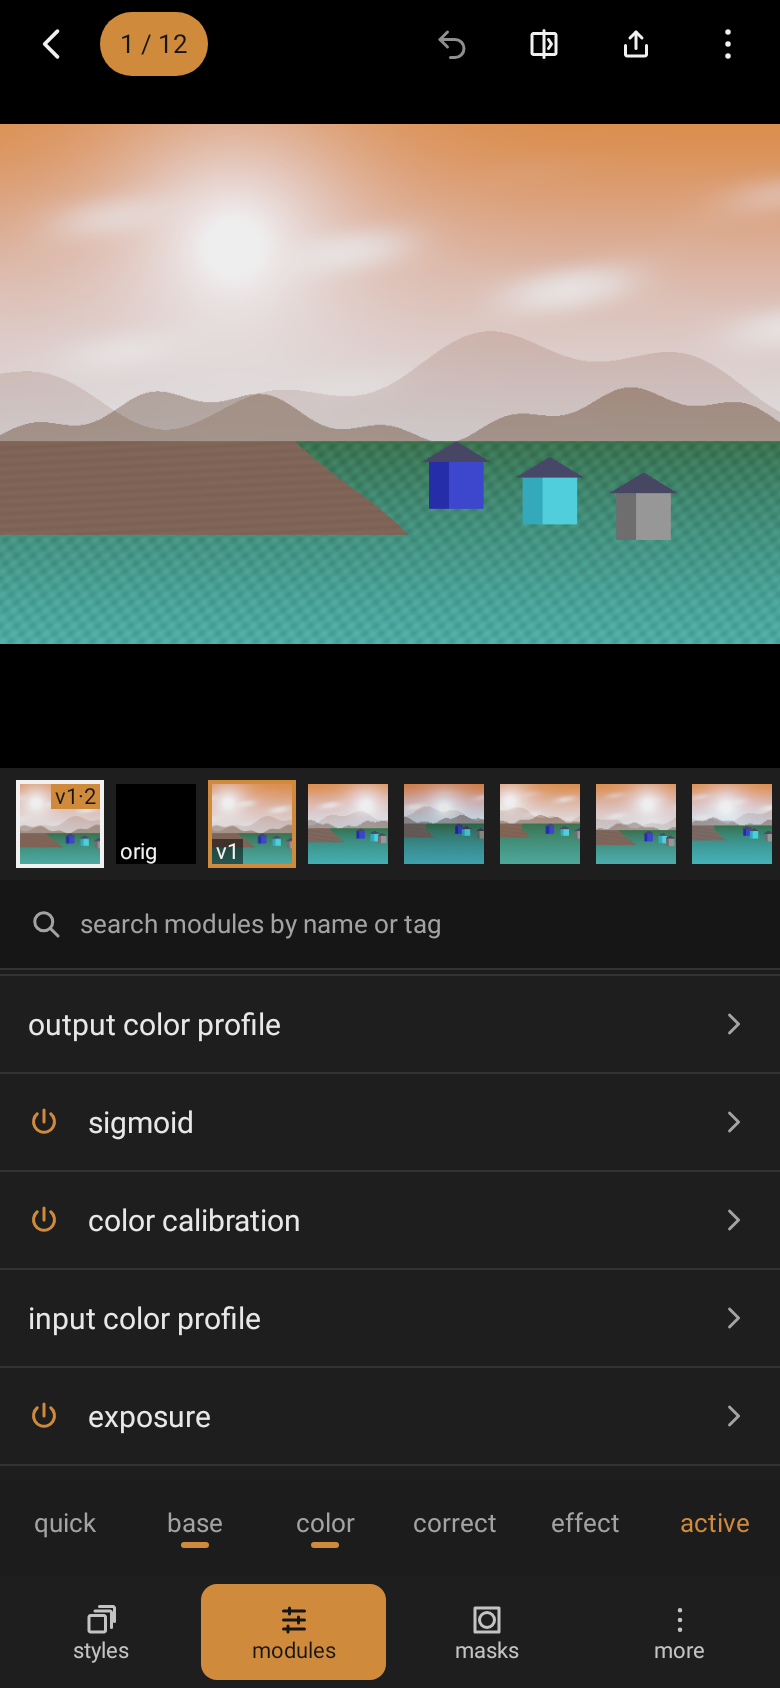 1 / 12
v1·2
orig
v1
search modules by name or tag
output color profile
sigmoid
color calibration
input color profile
exposure
quick base color correct effect active
styles modules masks more